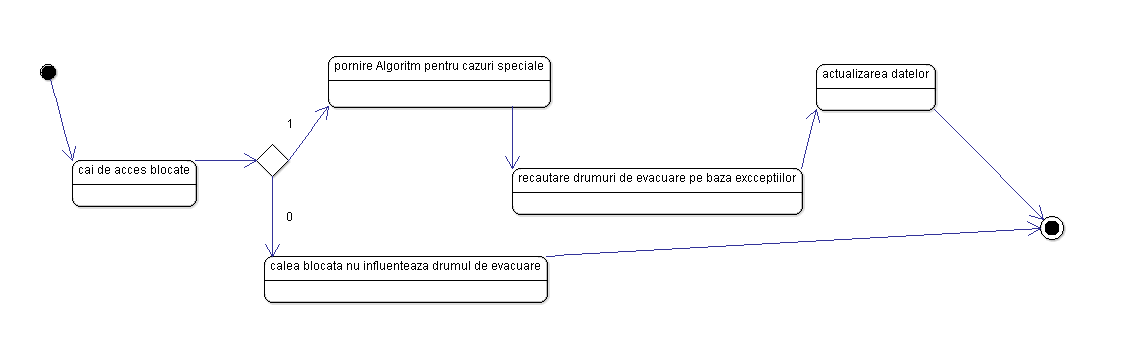 pornire Algoritm pentru cazuri speciale
actualizarea datelor
1
cai de acces blocate
recautare drumuri de evacuare pe baza excceptiilor
0
calea blocata nu influenteaza drumul de evacuare